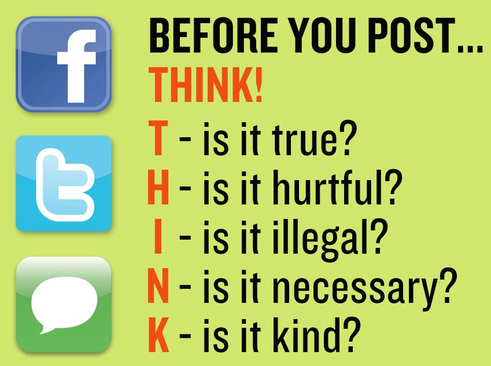 BEFORE YOU POST...
THINK!
T - is it true?
H - is it hurtful?
I - is it illegal?
N - is it necessary?
K - is it kind?
f
t